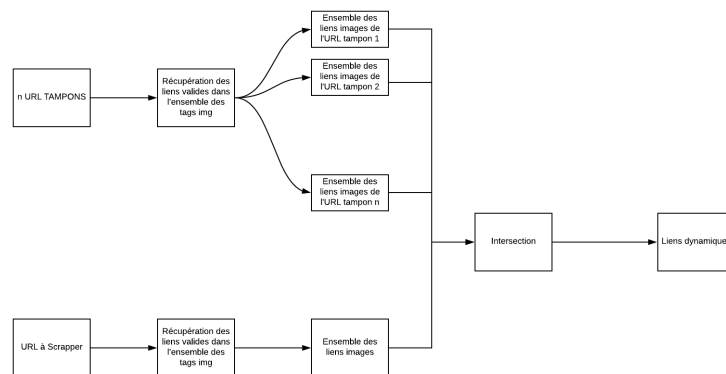 Ensemble des
liens images de
l'URL tampon 1
Ensemble des
liens images de
l'URL tampon 2
n URL TAMPONS
Récupération des
liens valides dans
l'ensemble des
tags img
Ensemble des
liens images de
l'URL tampon n
Intersection
Liens dynamique
URL à Scrapper
Récupération des
liens valides dans
l'ensemble des
tags img
Ensemble des
liens images